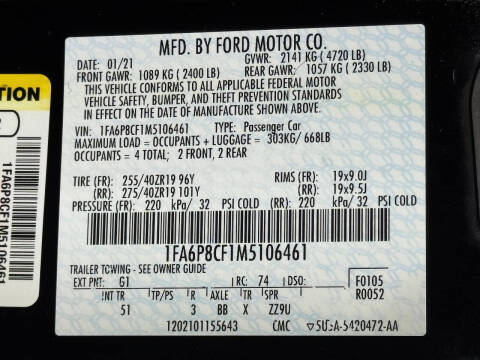 MFD. BY FORD MOTOR CO.
DATE: 01/21 GVWR: 2141 KG (4720 LB)
FRONT GAWR: 1089 KG (2400 LB) REAR GAWR: 1057 KG (2330 LB)
THIS VEHICLE CONFORMS TO ALL APPLICABLE FEDERAL MOTOR
VEHICLE SAFETY, BUMPER, AND THEFT PREVENTION STANDARDS
IN EFFECT ON THE DATE OF MANUFACTURE SHOWN ABOVE.
VIN: 1FA6P8CF1M5106461 TYPE: Passenger Car
MAXIMUM LOAD = OCCUPANTS + LUGGAGE = 303KG/ 668LB
OCCUPANTS = 4 TOTAL; 2 FRONT, 2 REAR
TIRE (FR): 255/40ZR19 96Y RIMS (FR): 19x9.0J
(RR): 275/40ZR19 101Y (RR): 19x9.5J
PRESSURE (FR): 220 kPa/ 32 PSI COLD (RR): 220 kPa/ 32 PSI COLD
1FA6P8CF1M5106461
TRAILER TOWING - SEE OWNER GUIDE
EXT PNT: G1 RC: 74 DSO: F0105
INT TR TP/PS R AXLE TR SPR R0052
51 3 BB X ZZ9U
1202101155643 CMC 5U5A-5420472-AA
TION
1FA6P8CF1M5106461